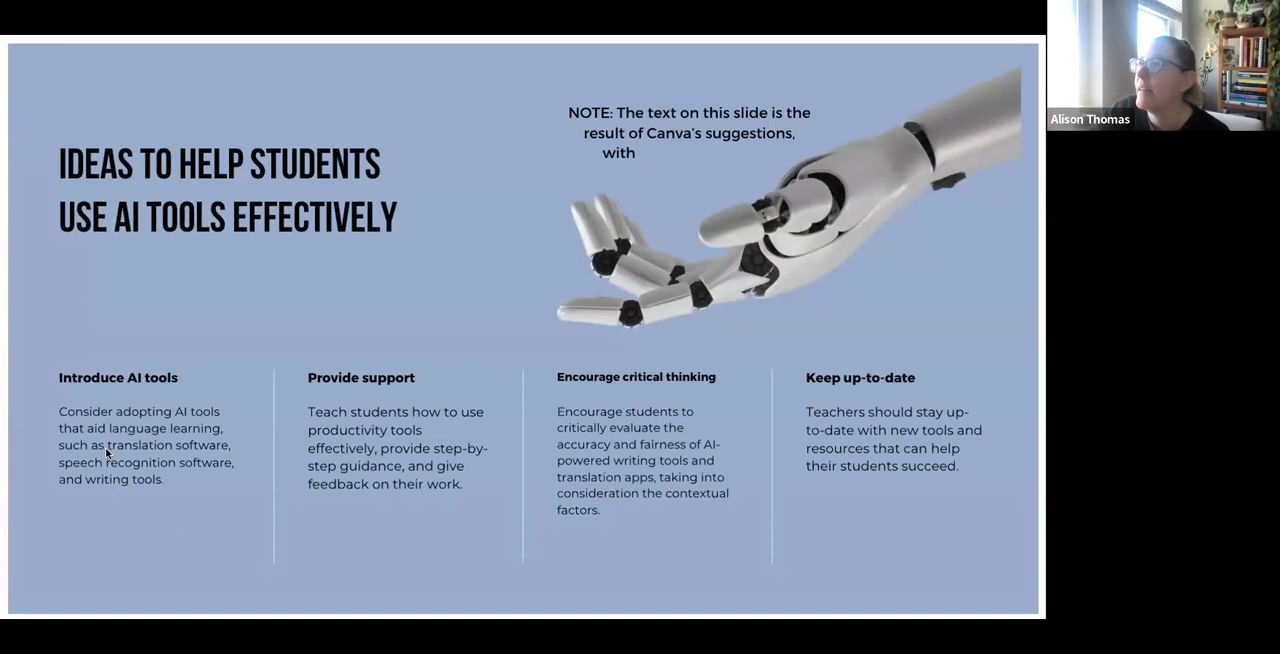 NOTE: The text on this slide is the
result of Canva's suggestions,
with
IDEAS TO HELP STUDENTS
USE AI TOOLS EFFECTIVELY
Introduce AI tools
Consider adopting AI tools
that aid language learning,
such as translation software,
speech recognition software,
and writing tools.
Provide support
Teach students how to use
productivity tools
effectively, provide step-by-
step guidance, and give
feedback on their work.
Encourage critical thinking
Encourage students to
critically evaluate the
accuracy and fairness of AI-
powered writing tools and
translation apps, taking into
consideration the contextual
factors.
Keep up-to-date
Teachers should stay up-
to-date with new tools and
resources that can help
their students succeed.
Alison Thomas